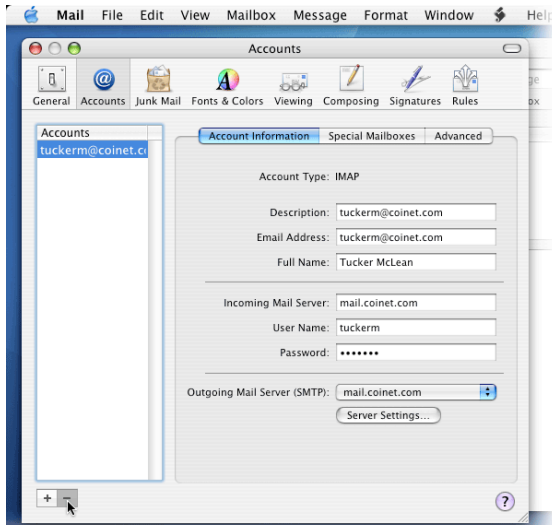 Mail File Edit View Mailbox Message Format Window Help
Accounts
General Accounts Junk Mail Fonts & Colors Viewing Composing Signatures Rules
Accounts
tuckerm@coinet.c
Account Information Special Mailboxes Advanced
Account Type: IMAP
Description: tuckerm@coinet.com
Email Address: tuckerm@coinet.com
Full Name: Tucker McLean
Incoming Mail Server: mail.coinet.com
User Name: tuckerm
Password: •••••••
Outgoing Mail Server (SMTP): mail.coinet.com
Server Settings...
+ − ?